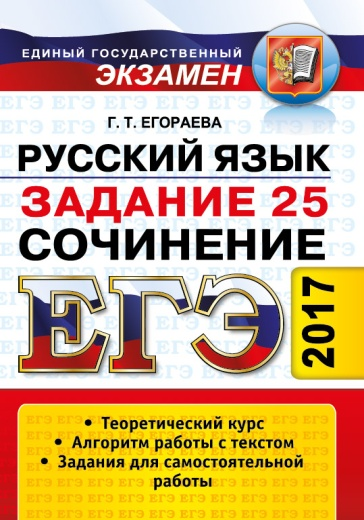 ЕДИНЫЙ ГОСУДАРСТВЕННЫЙ
ЭКЗАМЕН
Г. Т. ЕГОРАЕВА
РУССКИЙ ЯЗЫК
ЗАДАНИЕ 25
СОЧИНЕНИЕ
ЕГЭ
2017
• Теоретический курс
• Алгоритм работы с текстом
• Задания для самостоятельной
работы